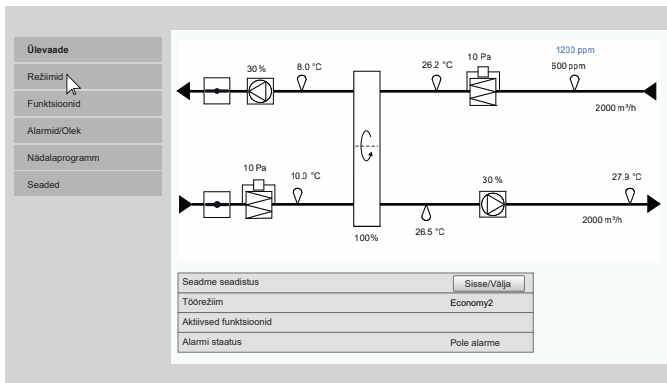 Ülevaade
Režiimid
Funktsioonid
Alarmid/Olek
Nädalaprogramm
Seaded
1200 ppm
30 %
8.0 °C
26.2 °C
10 Pa
600 ppm
2000 m³/h
10 Pa
10.0 °C
30 %
27.9 °C
2000 m³/h
26.5 °C
100%
Seadme seadistus Sisse/Välja
Töörežiim Economy2
Aktiivsed funktsioonid
Alarmi staatus Pole alarme